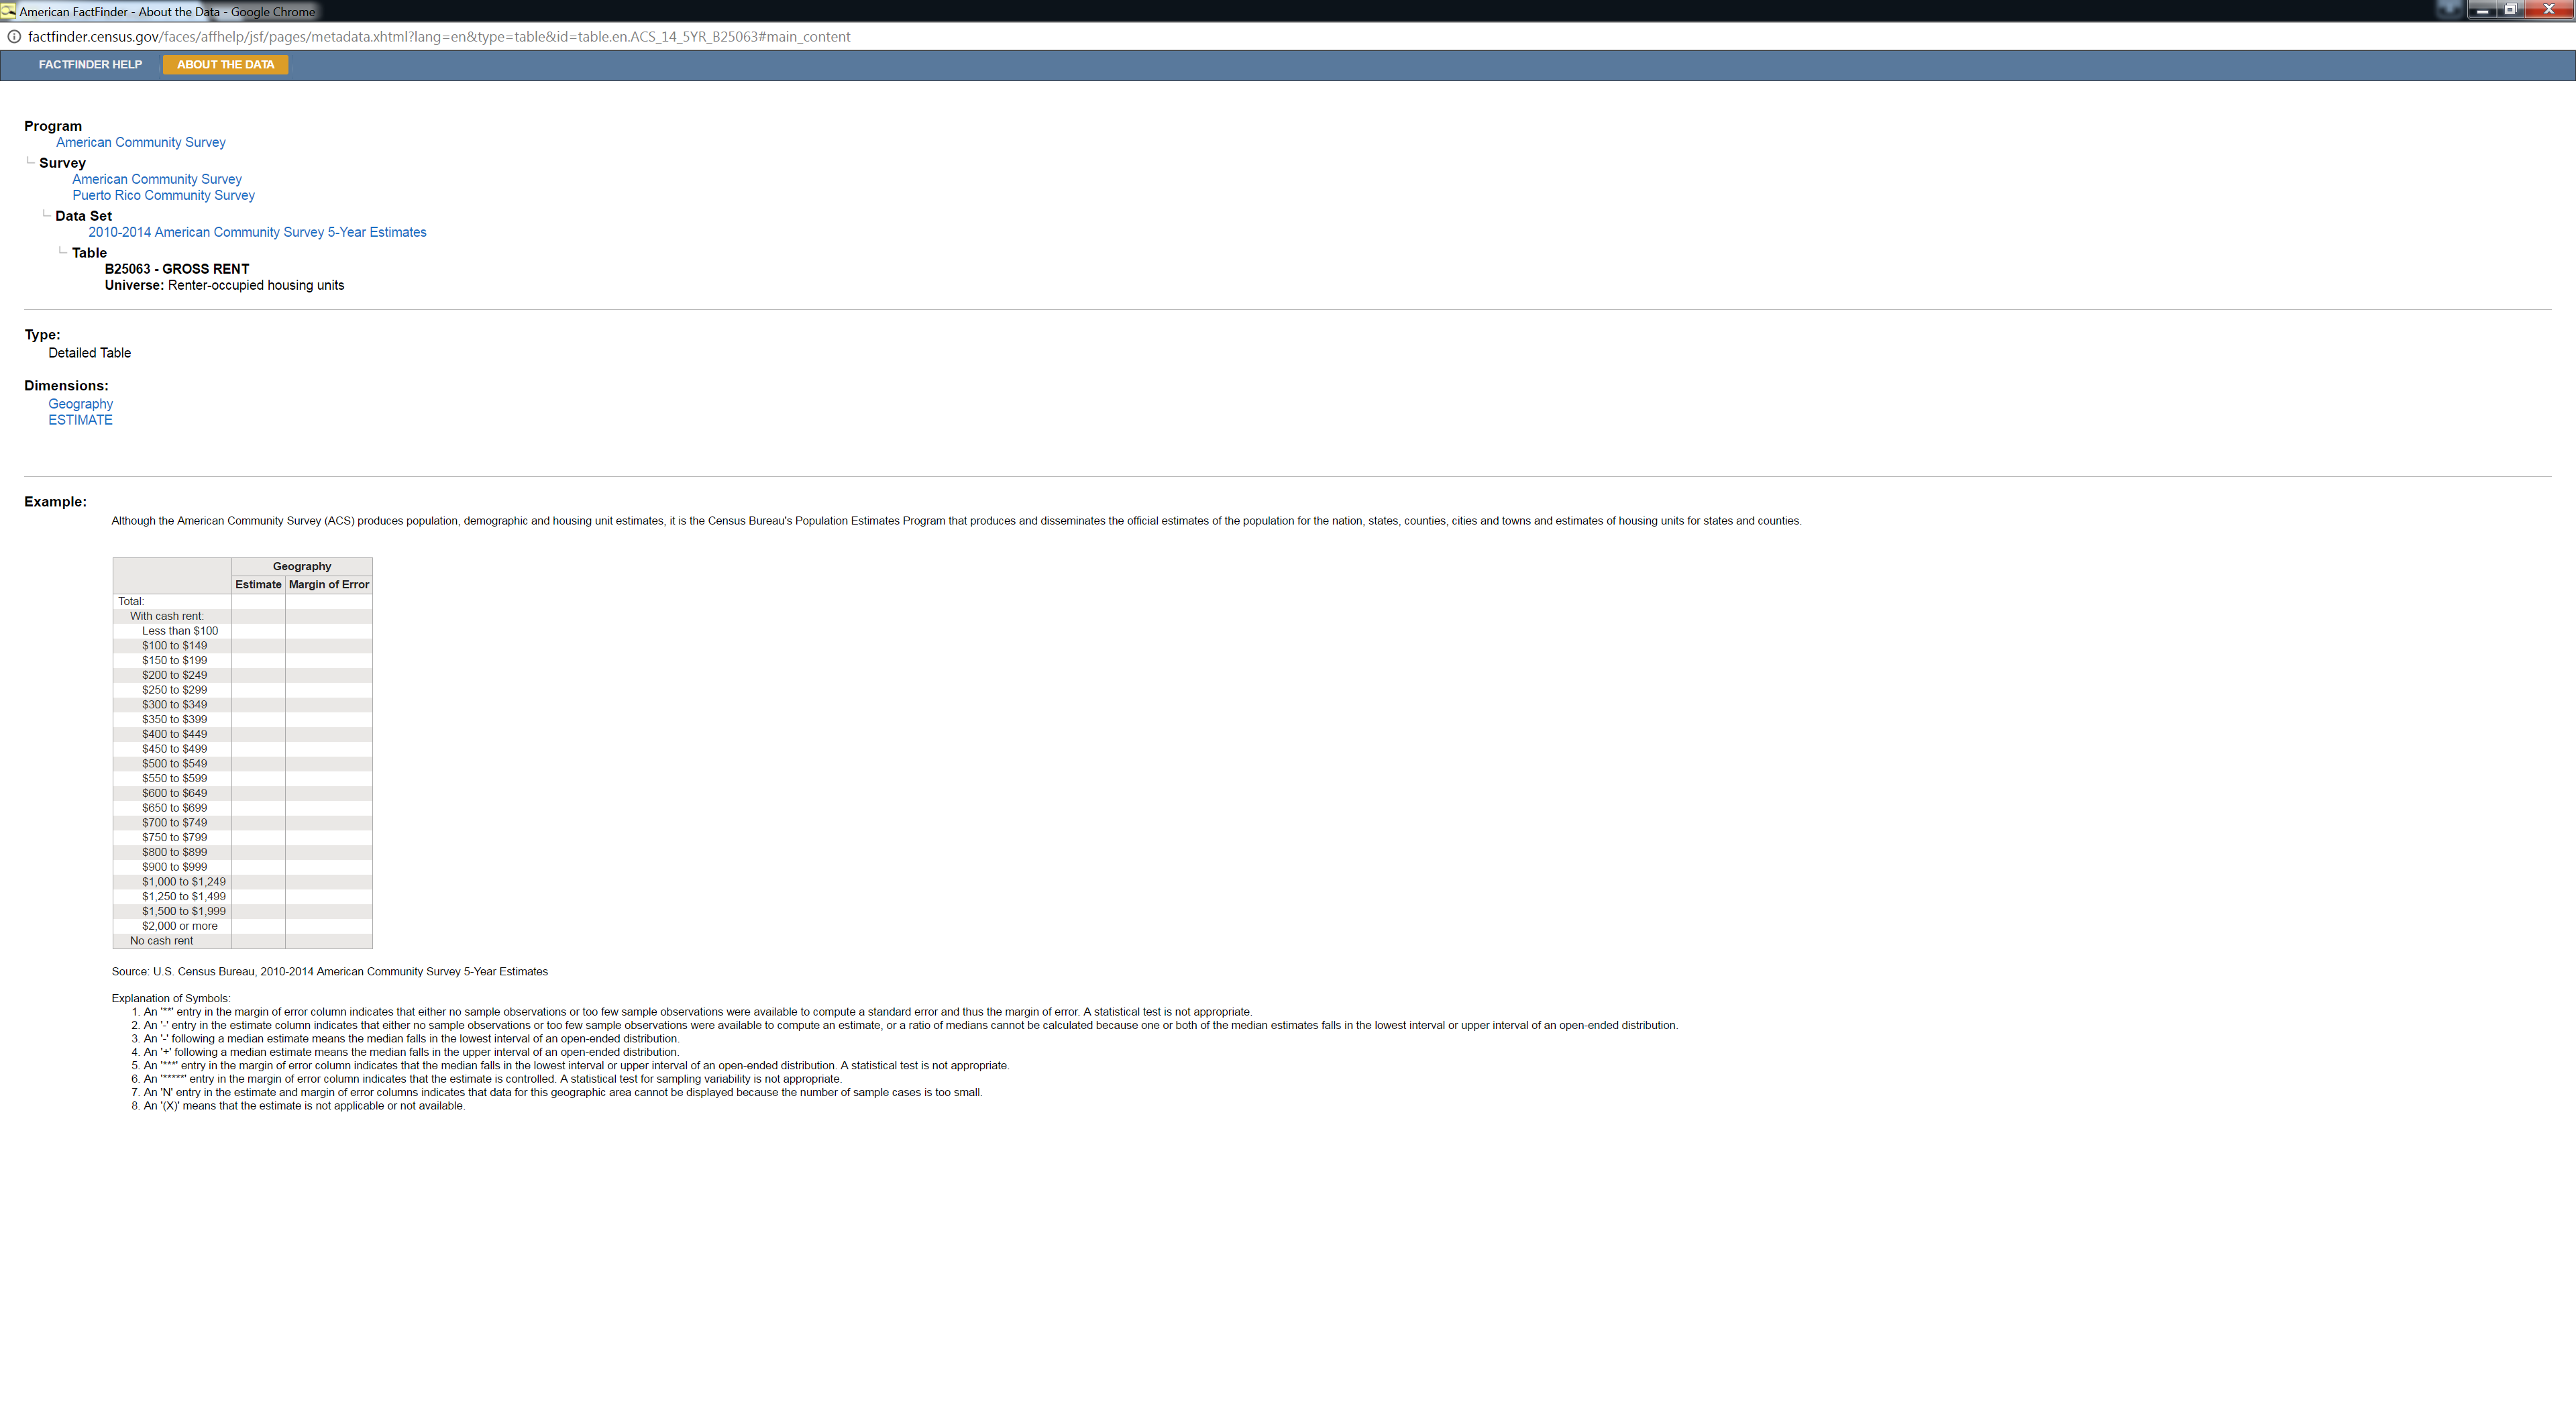 American FactFinder - About the Data - Google Chrome
factfinder.census.gov/faces/affhelp/jsf/pages/metadata.xhtml?lang=en&type=table&id=table.en.ACS_14_5YR_B25063#main_content
FACTFINDER HELP ABOUT THE DATA
Program
American Community Survey
Survey
American Community Survey
Puerto Rico Community Survey
Data Set
2010-2014 American Community Survey 5-Year Estimates
Table
B25063 - GROSS RENT
Universe: Renter-occupied housing units
Type:
Detailed Table
Dimensions:
Geography
ESTIMATE
Example:
Although the American Community Survey (ACS) produces population, demographic and housing unit estimates, it is the Census Bureau's Population Estimates Program that produces and disseminates the official estimates of the population for the nation, states, counties, cities and towns and estimates of housing units for states and counties.
Geography
Estimate Margin of Error
Total:
With cash rent:
Less than $100
$100 to $149
$150 to $199
$200 to $249
$250 to $299
$300 to $349
$350 to $399
$400 to $449
$450 to $499
$500 to $549
$550 to $599
$600 to $649
$650 to $699
$700 to $749
$750 to $799
$800 to $899
$900 to $999
$1,000 to $1,249
$1,250 to $1,499
$1,500 to $1,999
$2,000 or more
No cash rent
Source: U.S. Census Bureau, 2010-2014 American Community Survey 5-Year Estimates
Explanation of Symbols:
1. An '**' entry in the margin of error column indicates that either no sample observations or too few sample observations were available to compute a standard error and thus the margin of error. A statistical test is not appropriate.
2. An '-' entry in the estimate column indicates that either no sample observations or too few sample observations were available to compute an estimate, or a ratio of medians cannot be calculated because one or both of the median estimates falls in the lowest interval or upper interval of an open-ended distribution.
3. An '-' following a median estimate means the median falls in the lowest interval of an open-ended distribution.
4. An '+' following a median estimate means the median falls in the upper interval of an open-ended distribution.
5. An '***' entry in the margin of error column indicates that the median falls in the lowest interval or upper interval of an open-ended distribution. A statistical test is not appropriate.
6. An '*****' entry in the margin of error column indicates that the estimate is controlled. A statistical test for sampling variability is not appropriate.
7. An 'N' entry in the estimate and margin of error columns indicates that data for this geographic area cannot be displayed because the number of sample cases is too small.
8. An '(X)' means that the estimate is not applicable or not available.